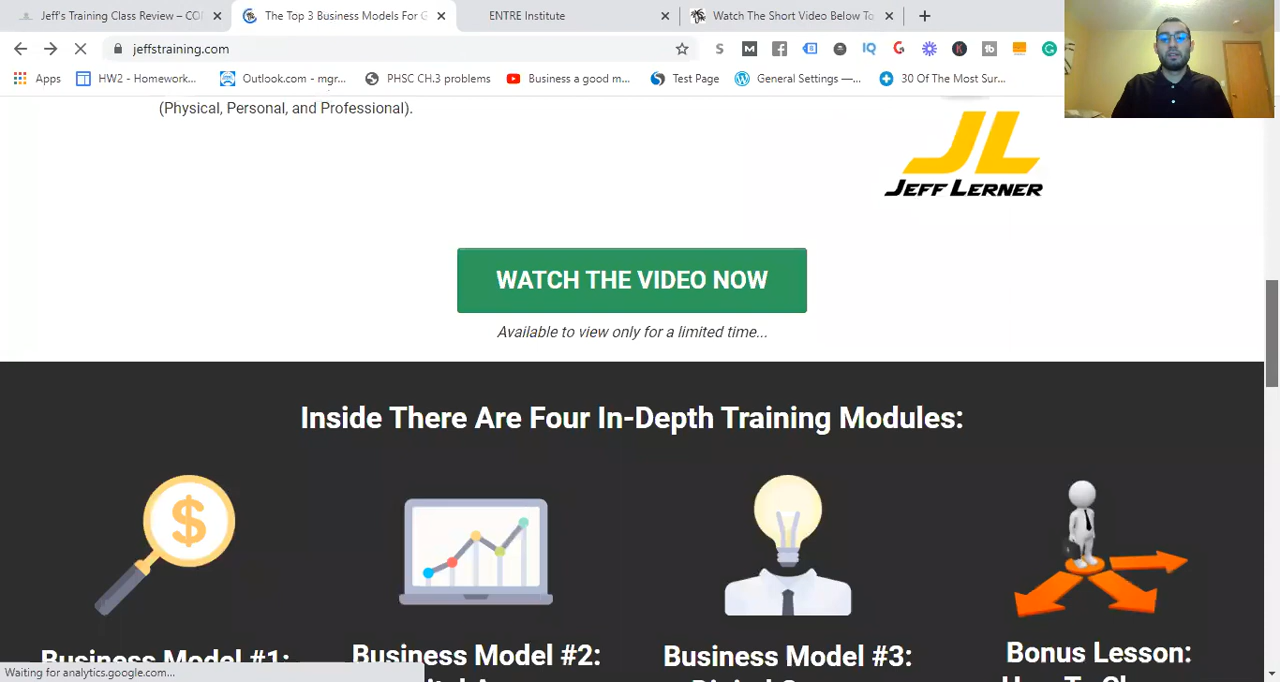 Jeff's Training Class Review – CO
The Top 3 Business Models For G
ENTRE Institute
Watch The Short Video Below To
jeffstraining.com
Apps
HW2 - Homework...
Outlook.com - mgr...
PHSC CH.3 problems
Business a good m...
Test Page
General Settings —...
30 Of The Most Sur...
(Physical, Personal, and Professional).
JL
JEFF LERNER
WATCH THE VIDEO NOW
Available to view only for a limited time...
Inside There Are Four In-Depth Training Modules:
Business Model #1:
Business Model #2:
Business Model #3:
Bonus Lesson:
Waiting for analytics.google.com...